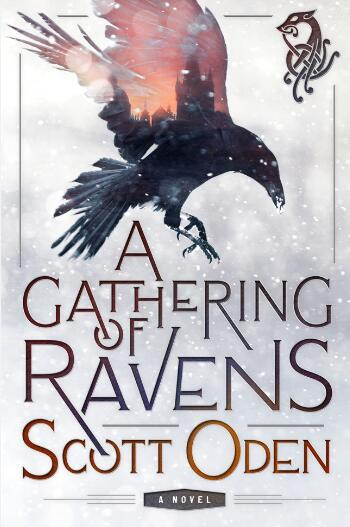 A
GATHERING
OF
RAVENS
SCOTT ODEN
A NOVEL